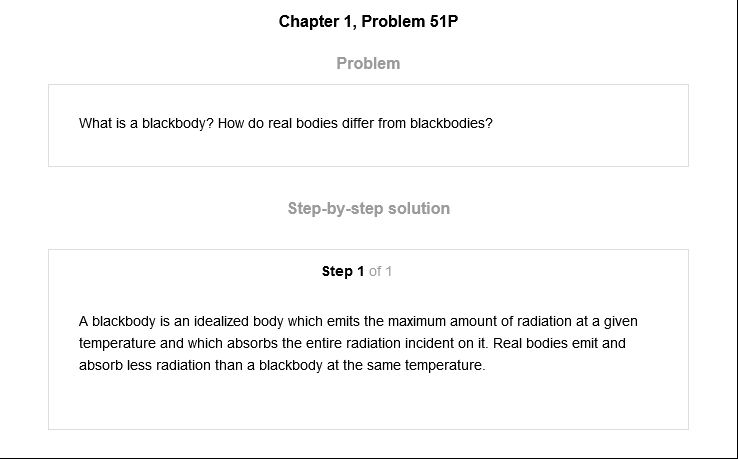 Chapter 1, Problem 51P
Problem
What is a blackbody? How do real bodies differ from blackbodies?
Step-by-step solution
Step 1 of 1
A blackbody is an idealized body which emits the maximum amount of radiation at a given
temperature and which absorbs the entire radiation incident on it. Real bodies emit and
absorb less radiation than a blackbody at the same temperature.